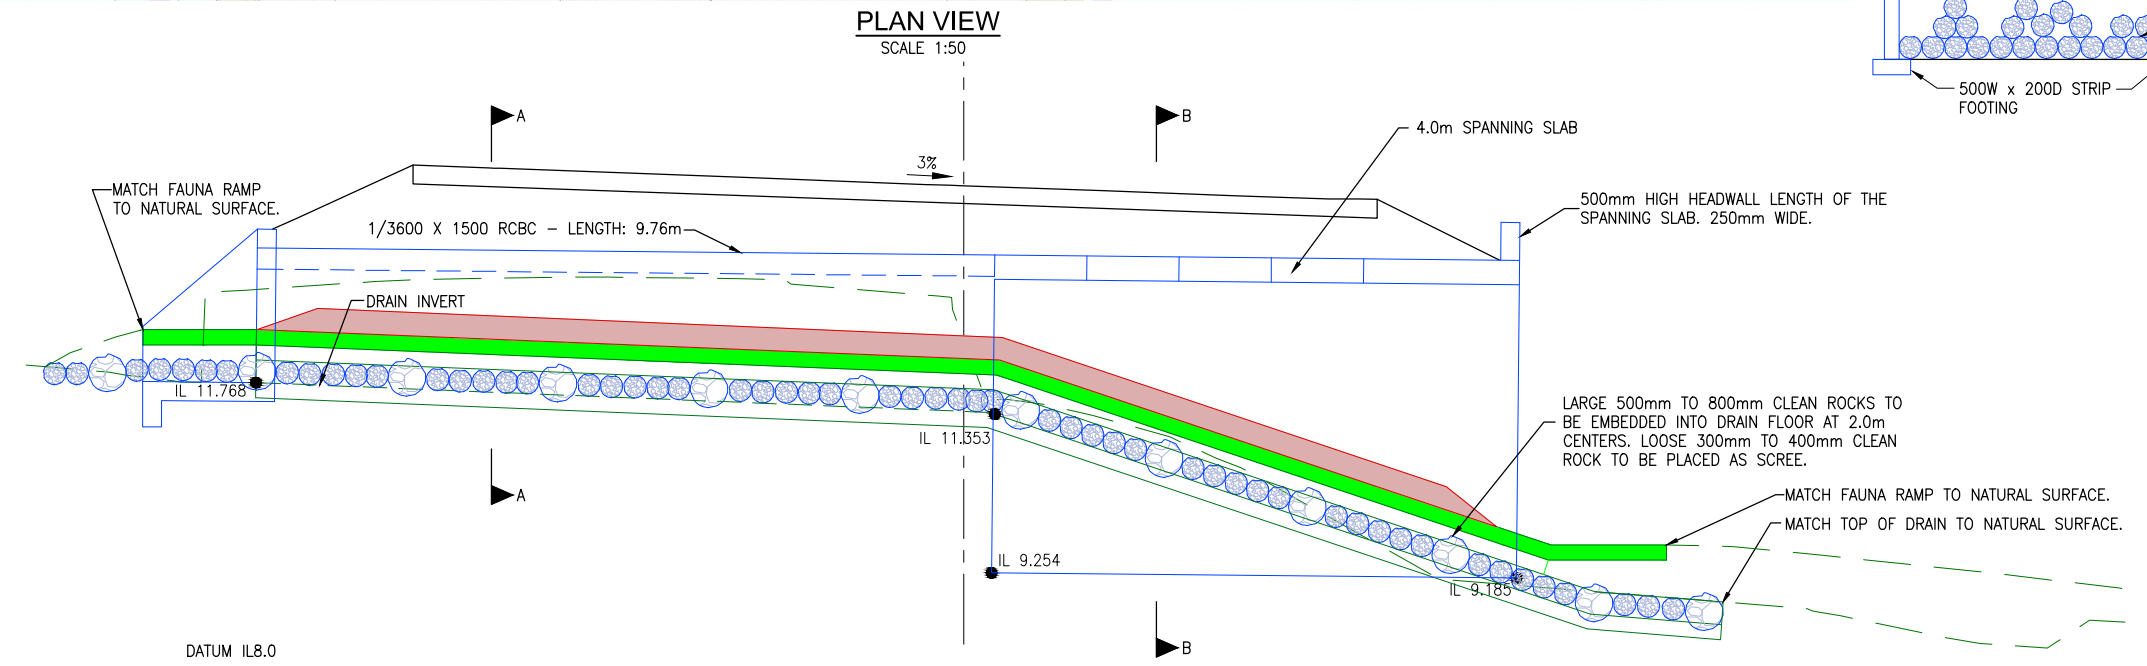 PLAN VIEW
SCALE 1:50
500W x 200D STRIP
FOOTING
A
B
4.0m SPANNING SLAB
3%
MATCH FAUNA RAMP
TO NATURAL SURFACE.
500mm HIGH HEADWALL LENGTH OF THE
SPANNING SLAB. 250mm WIDE.
1/3600 X 1500 RCBC - LENGTH: 9.76m
DRAIN INVERT
IL 11.768
IL 11.353
LARGE 500mm TO 800mm CLEAN ROCKS TO
BE EMBEDDED INTO DRAIN FLOOR AT 2.0m
CENTERS. LOOSE 300mm TO 400mm CLEAN
ROCK TO BE PLACED AS SCREE.
A
MATCH FAUNA RAMP TO NATURAL SURFACE.
MATCH TOP OF DRAIN TO NATURAL SURFACE.
IL 9.254
IL 9.185
B
DATUM IL8.0